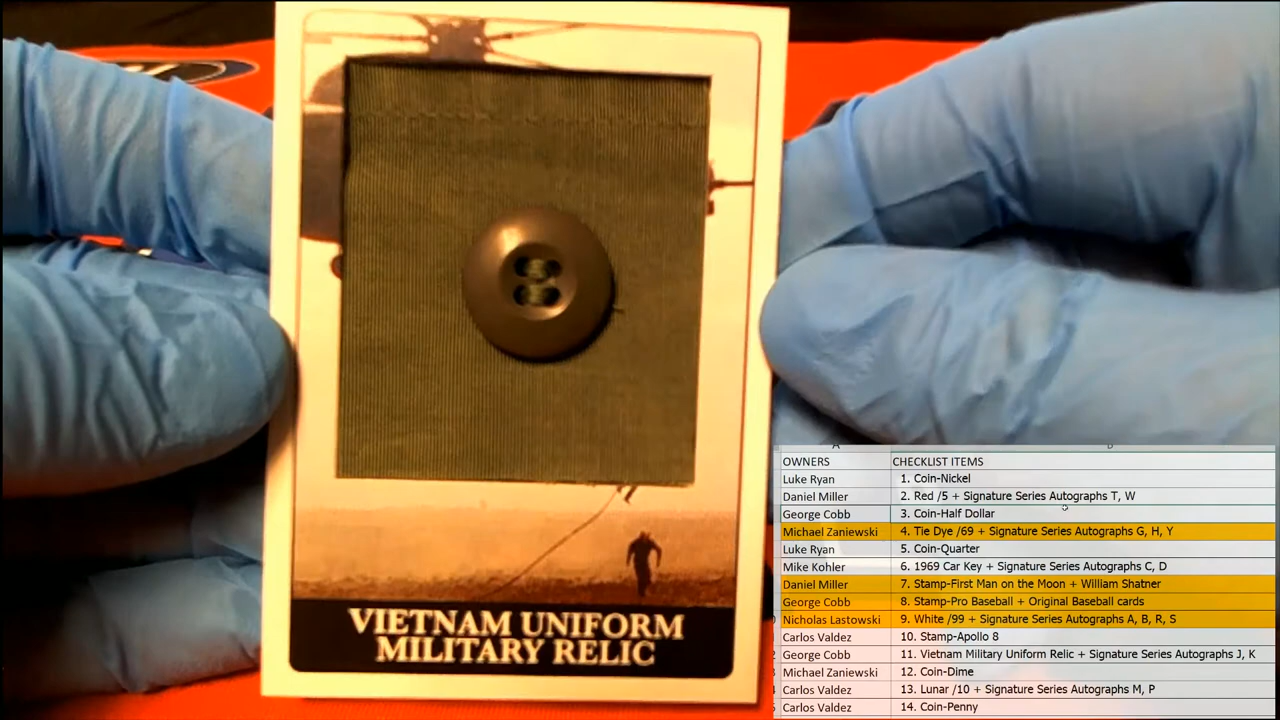 VIETNAM UNIFORM
MILITARY RELIC
OWNERS CHECKLIST ITEMS
Luke Ryan 1. Coin-Nickel
Daniel Miller 2. Red /5 + Signature Series Autographs T, W
George Cobb 3. Coin-Half Dollar
Michael Zaniewski 4. Tie Dye /69 + Signature Series Autographs G, H, Y
Luke Ryan 5. Coin-Quarter
Mike Kohler 6. 1969 Car Key + Signature Series Autographs C, D
Daniel Miller 7. Stamp-First Man on the Moon + William Shatner
George Cobb 8. Stamp-Pro Baseball + Original Baseball cards
Nicholas Lastowski 9. White /99 + Signature Series Autographs A, B, R, S
Carlos Valdez 10. Stamp-Apollo 8
George Cobb 11. Vietnam Military Uniform Relic + Signature Series Autographs J, K
Michael Zaniewski 12. Coin-Dime
Carlos Valdez 13. Lunar /10 + Signature Series Autographs M, P
Carlos Valdez 14. Coin-Penny